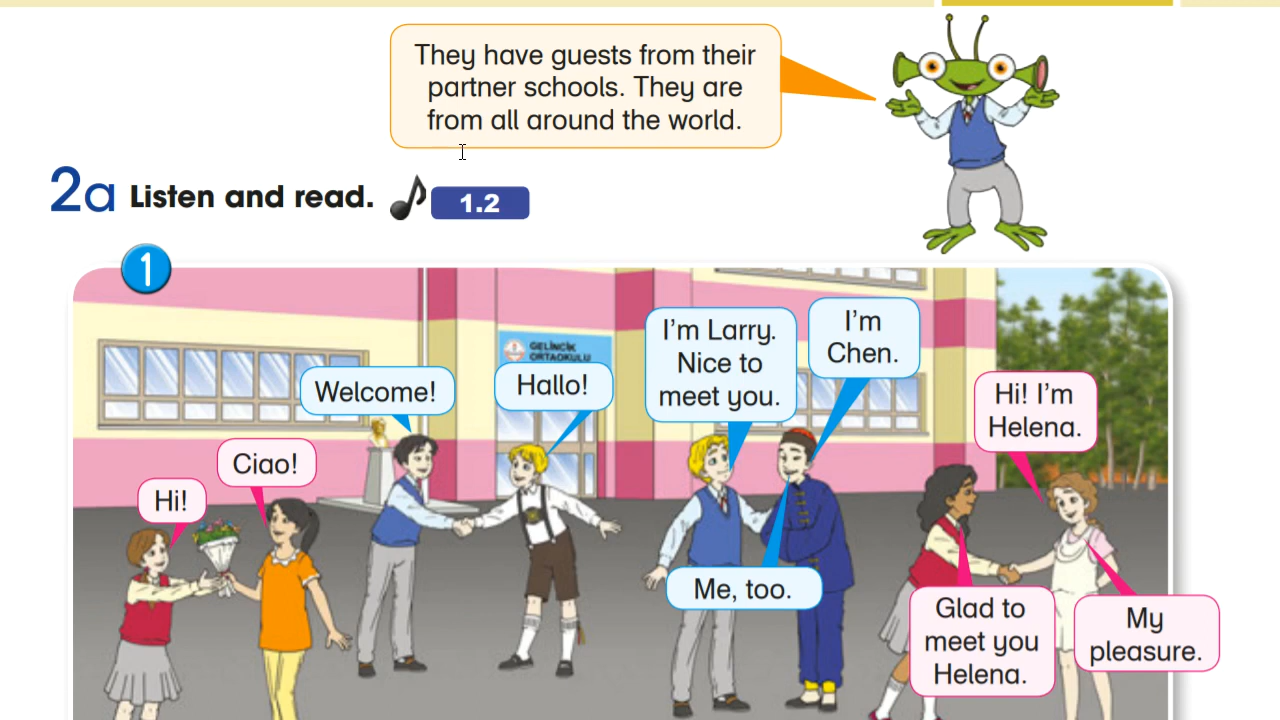 They have guests from their
partner schools. They are
from all around the world.
2a Listen and read. 1.2
1
GELİNCİK
ORTAOKULU
Hi!
Ciao!
Welcome!
Hallo!
I'm Larry.
Nice to
meet you.
I'm
Chen.
Me, too.
Hi! I'm
Helena.
Glad to
meet you
Helena.
My
pleasure.